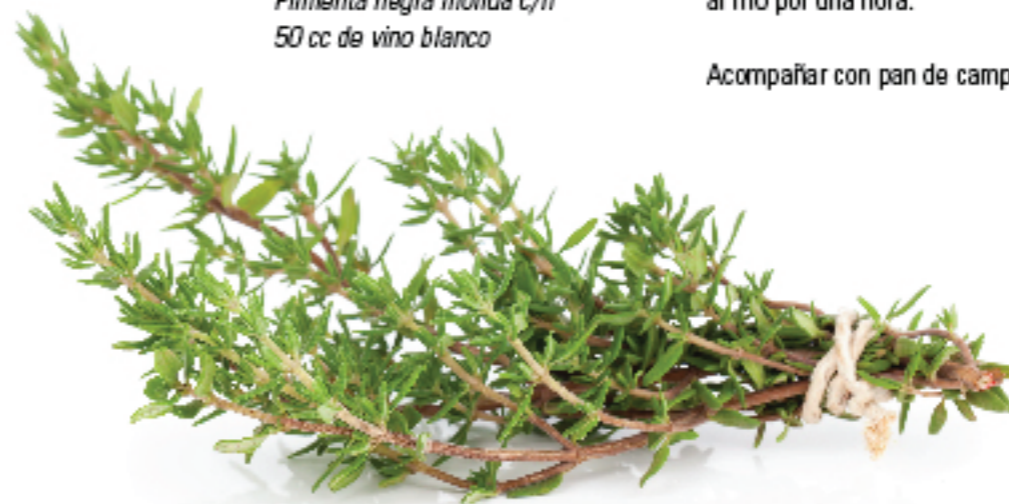 Pimienta negra molida c/n
50 cc de vino blanco
al frío por una hora.
Acompañar con pan de camp